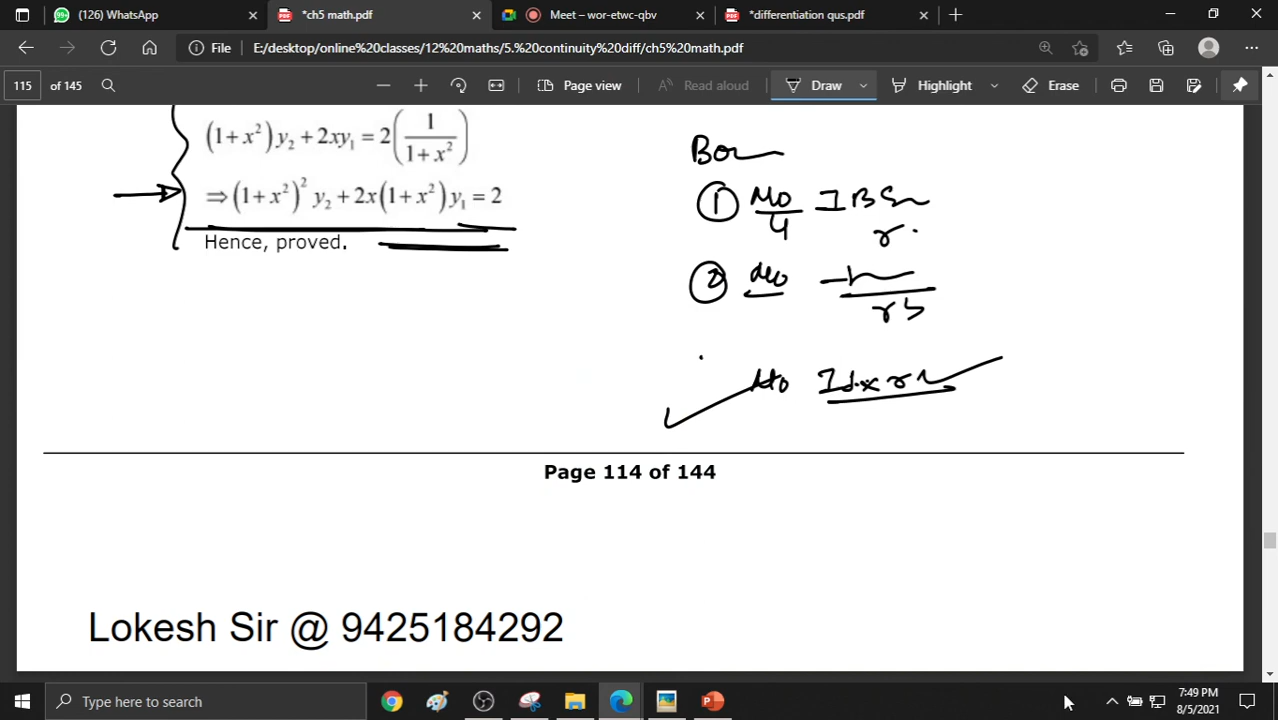 (126) WhatsApp
*ch5 math.pdf
Meet – wor-etwc-qbv
*differentiation qus.pdf
File E:/desktop/online%20classes/12%20maths/5.%20continuity%20diff/ch5%20math.pdf
115 of 145
Page view
Read aloud
Draw
Highlight
Erase
(1+x²)y₂+2xy₁=2(1/(1+x²))
⇒(1+x²)²y₂+2x(1+x²)y₁=2
Hence, proved.
①
②
Page 114 of 144
Lokesh Sir @ 9425184292
Type here to search
7:49 PM
8/5/2021